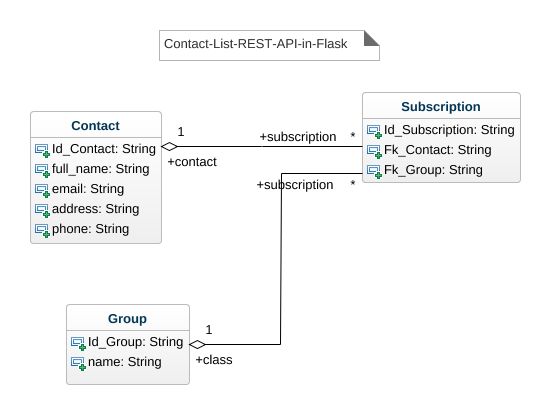 Contact-List-REST-API-in-Flask
Contact
Id_Contact: String
full_name: String
email: String
address: String
phone: String
1
+contact
+subscription
*
Subscription
Id_Subscription: String
Fk_Contact: String
Fk_Group: String
+subscription
*
Group
Id_Group: String
name: String
1
+class